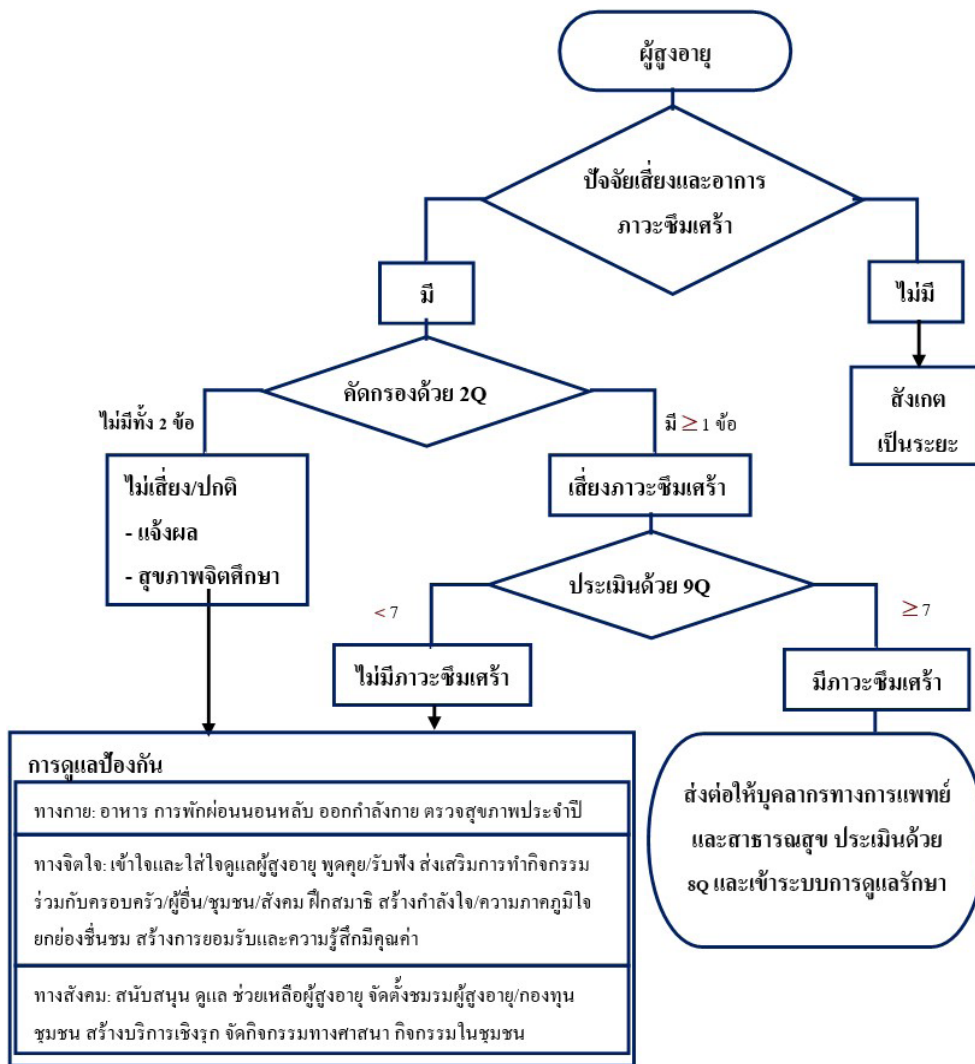 ผู้สูงอายุ
ปัจจัยเสี่ยงและอาการ
ภาวะซึมเศร้า
มี
ไม่มี
คัดกรองด้วย 2Q
สังเกต
เป็นระยะ
ไม่มีทั้ง 2 ข้อ
มี ≥ 1 ข้อ
ไม่เสี่ยง/ปกติ
- แจ้งผล
- สุขภาพจิตศึกษา
เสี่ยงภาวะซึมเศร้า
ประเมินด้วย 9Q
< 7
≥ 7
ไม่มีภาวะซึมเศร้า
มีภาวะซึมเศร้า
การดูแลป้องกัน
ทางกาย: อาหาร การพักผ่อนนอนหลับ ออกกำลังกาย ตรวจสุขภาพประจำปี
ทางจิตใจ: เข้าใจและใส่ใจดูแลผู้สูงอายุ พูดคุย/รับฟัง ส่งเสริมการทำกิจกรรม
ร่วมกับครอบครัว/ผู้อื่น/ชุมชน/สังคม ฝึกสมาธิ สร้างกำลังใจ/ความภาคภูมิใจ
ยกย่องชื่นชม สร้างการยอมรับและความรู้สึกมีคุณค่า
ทางสังคม: สนับสนุน ดูแล ช่วยเหลือผู้สูงอายุ จัดตั้งชมรมผู้สูงอายุ/กองทุน
ชุมชน สร้างบริการเชิงรุก จัดกิจกรรมทางศาสนา กิจกรรมในชุมชน
ส่งต่อให้บุคลากรทางการแพทย์
และสาธารณสุข ประเมินด้วย
8Q และเข้าระบบการดูแลรักษา